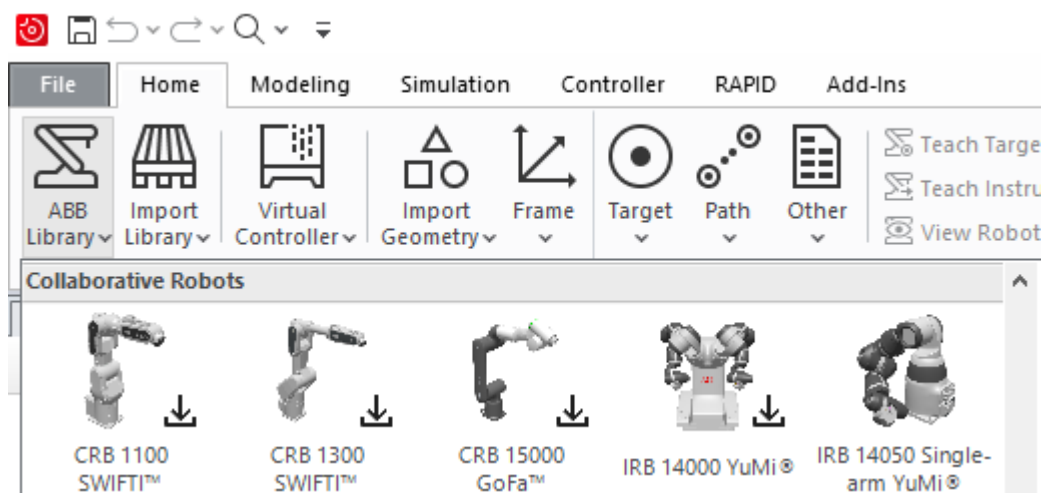 File Home Modeling Simulation Controller RAPID Add-Ins
ABB Library
Import Library
Virtual Controller
Import Geometry
Frame
Target
Path
Other
Teach Targe
Teach Instru
View Robot
Collaborative Robots
CRB 1100
SWIFTI™
CRB 1300
SWIFTI™
CRB 15000
GoFa™
IRB 14000 YuMi®
IRB 14050 Single-
arm YuMi®